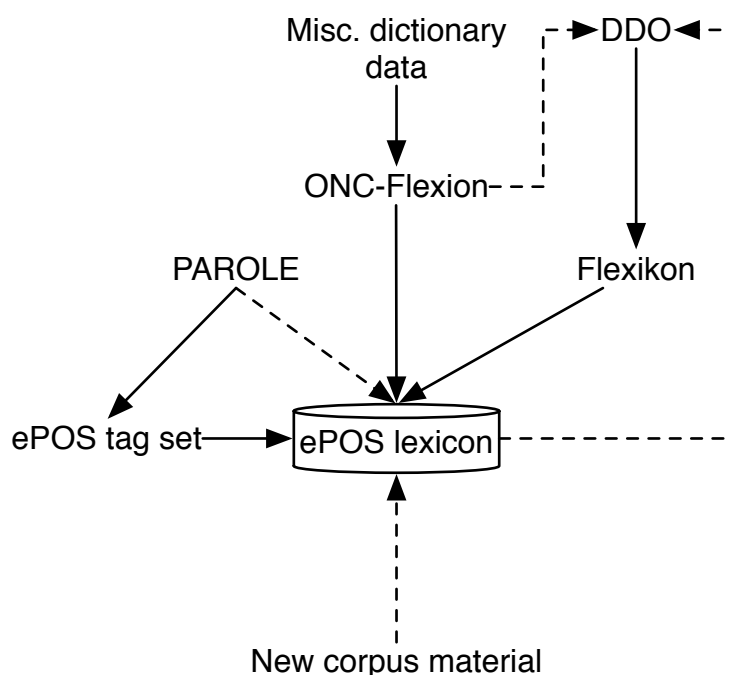 Misc. dictionary
data
DDO
ONC-Flexion
PAROLE
Flexikon
ePOS tag set
ePOS lexicon
New corpus material